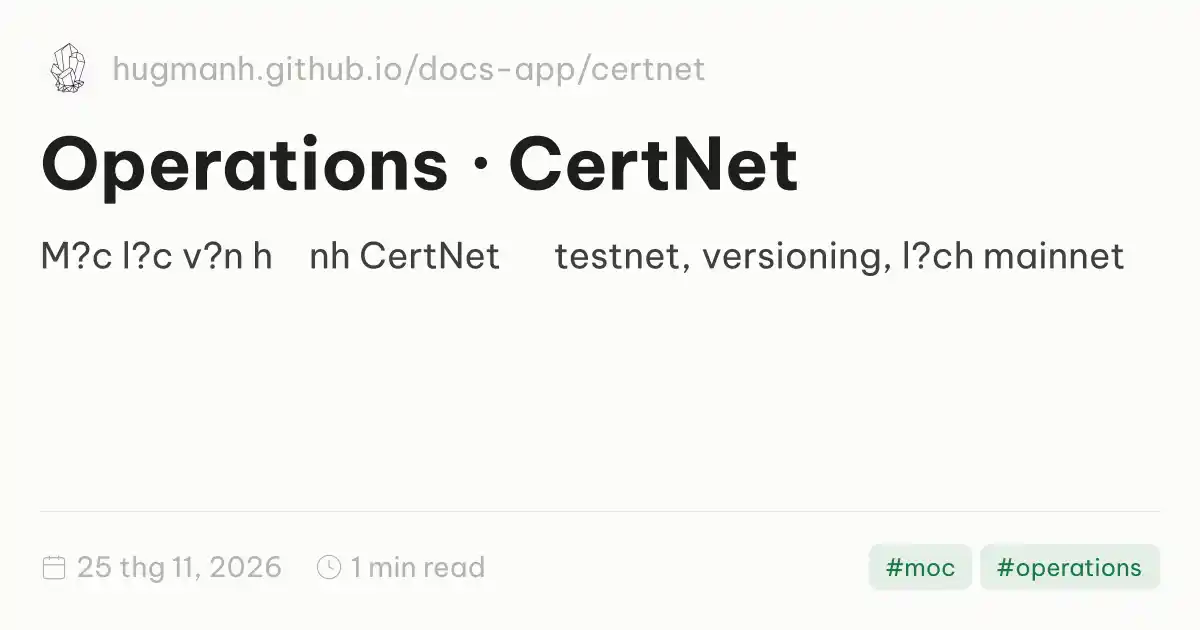 hugmanh.github.io/docs-app/certnet
Operations · CertNet
M?c l?c v?n h nh CertNet testnet, versioning, l?ch mainnet
25 thg 11, 2026 1 min read #moc #operations